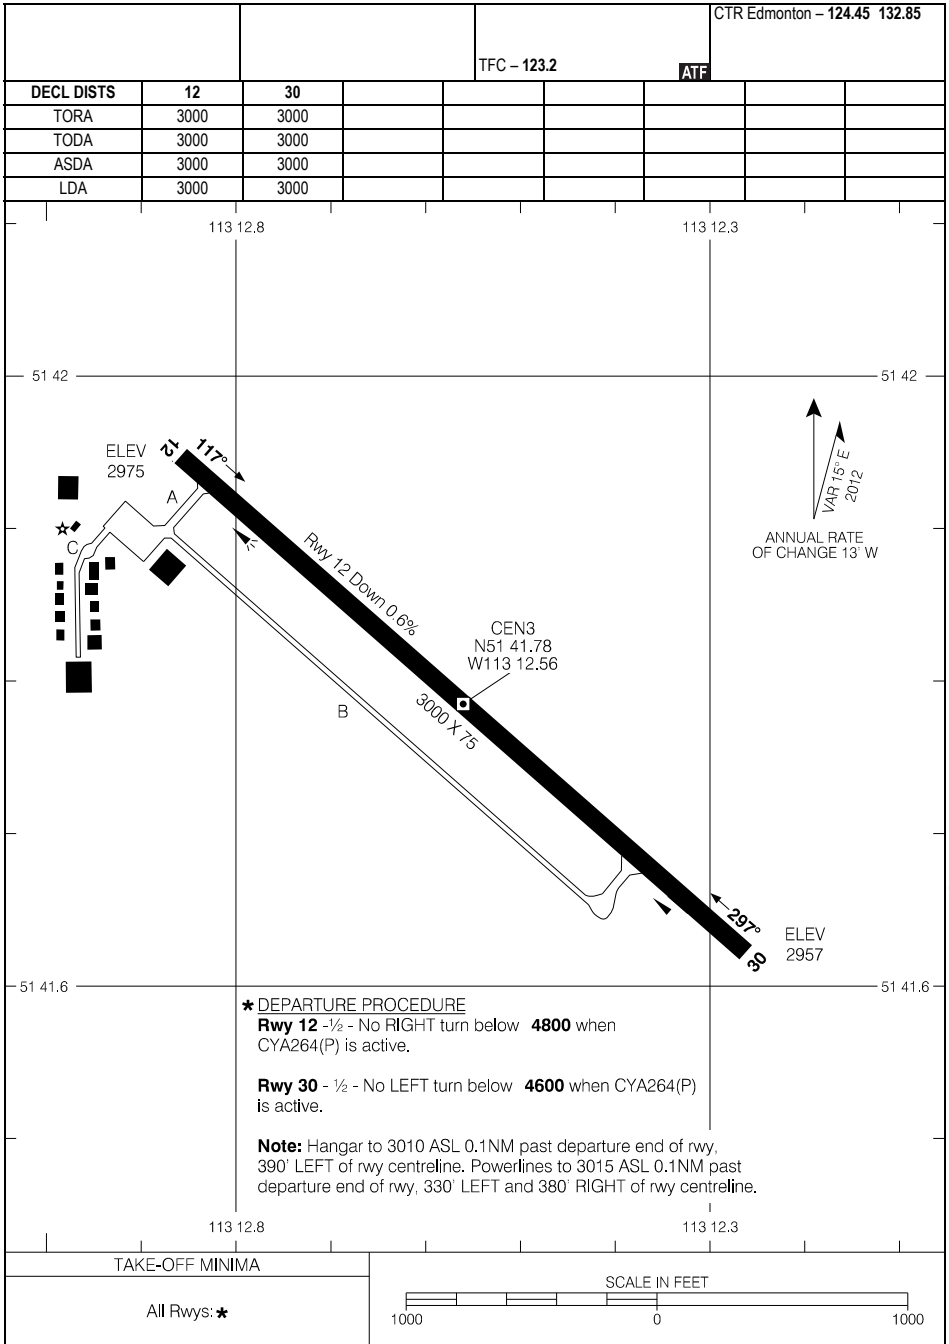 CTR Edmonton – 124.45 132.85
TFC – 123.2
ATF
DECL DISTS 12 30
TORA 3000 3000
TODA 3000 3000
ASDA 3000 3000
LDA 3000 3000
113 12.8 113 12.3
51 42 51 42
ELEV
2975
12
117°
A
C
VAR 15° E
2012
ANNUAL RATE
OF CHANGE 13' W
Rwy 12 Down 0.6%
CEN3
N51 41.78
W113 12.56
3000 X 75
B
297°
30
ELEV
2957
51 41.6 51 41.6
* DEPARTURE PROCEDURE
Rwy 12 -½ - No RIGHT turn below 4800 when
CYA264(P) is active.
Rwy 30 - ½ - No LEFT turn below 4600 when CYA264(P)
is active.
Note: Hangar to 3010 ASL 0.1NM past departure end of rwy,
390' LEFT of rwy centreline. Powerlines to 3015 ASL 0.1NM past
departure end of rwy, 330' LEFT and 380' RIGHT of rwy centreline.
113 12.8 113 12.3
TAKE-OFF MINIMA
All Rwys: *
SCALE IN FEET
1000 0 1000